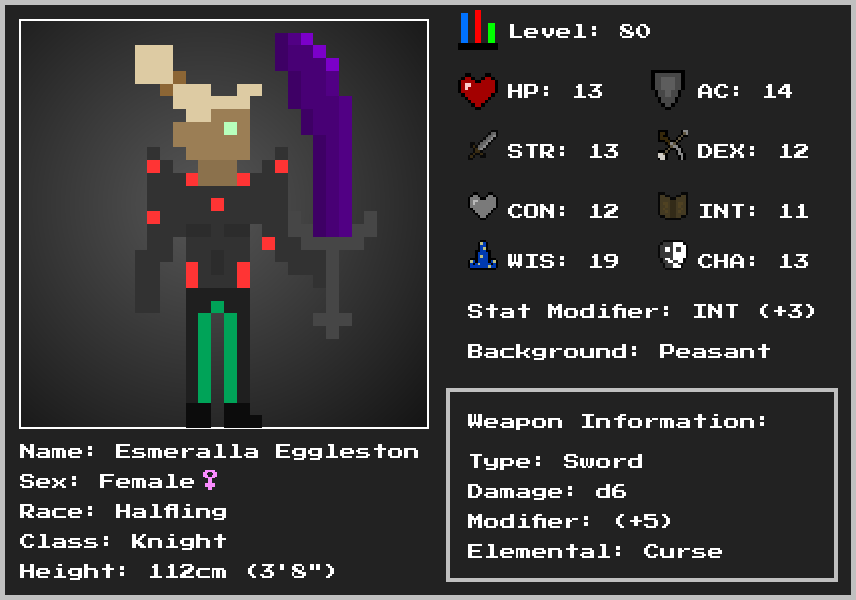 Level: 80
HP: 13
AC: 14
STR: 13
DEX: 12
CON: 12
INT: 11
WIS: 19
CHA: 13
Stat Modifier: INT (+3)
Background: Peasant
Weapon Information:
Type: Sword
Damage: d6
Modifier: (+5)
Elemental: Curse
Name: Esmeralla Eggleston
Sex: Female♀
Race: Halfling
Class: Knight
Height: 112cm (3'8")